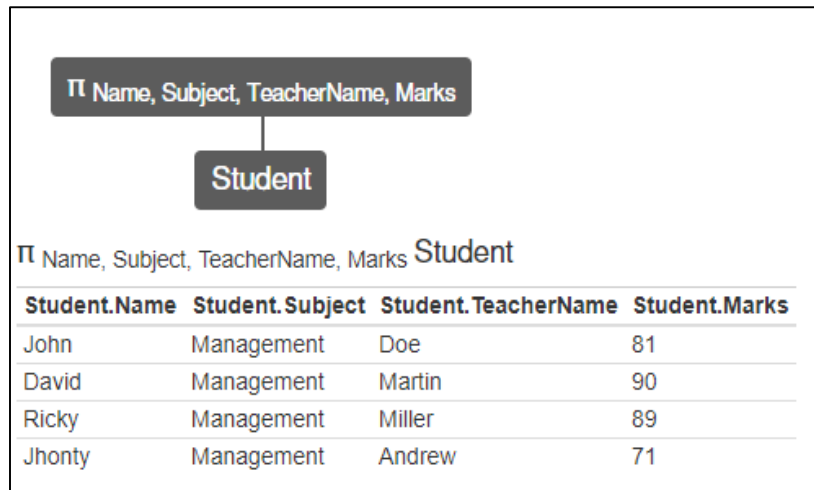 π Name, Subject, TeacherName, Marks
Student
π Name, Subject, TeacherName, Marks Student
Student.Name Student.Subject Student.TeacherName Student.Marks
John Management Doe 81
David Management Martin 90
Ricky Management Miller 89
Jhonty Management Andrew 71